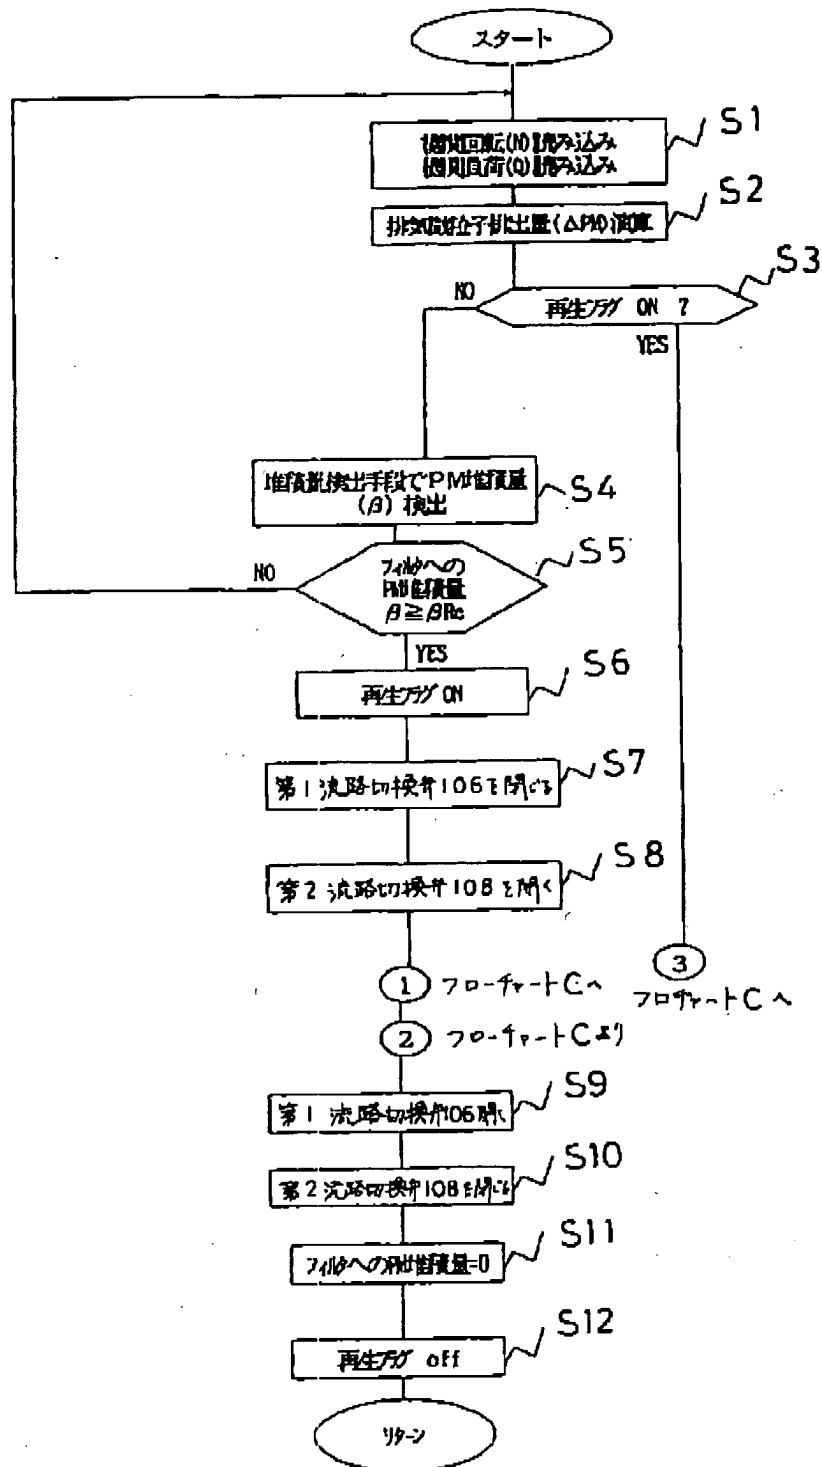 スタート
機関回転(N)読み込み
機関負荷(Q)読み込み
S1
排気微粒子排出量(△PM)演算
S2
再生フラグ ON ?
S3
NO
YES
堆積量検出手段でPM堆積量
(β) 検出
S4
フィルタへの
PM堆積量
β≧βRc
S5
NO
YES
再生フラグ ON
S6
第1流路切換弁106を閉じる
S7
第2流路切換弁108を開く
S8
1 フローチャートCへ
3
フロチャートCへ
2 フローチャートCより
第1 流路切換弁106開く
S9
第2流路切換弁108を閉じる
S10
フィルタへのPM堆積量=0
S11
再生フラグ off
S12
リターン